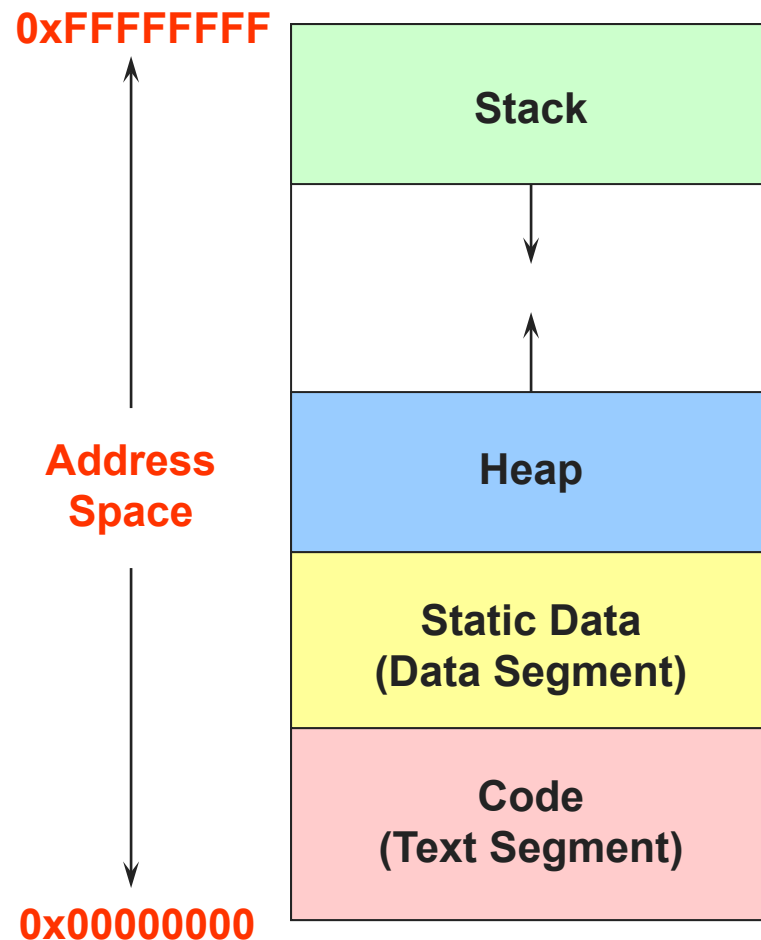 0xFFFFFFFF
Stack
Address
Space
Heap
Static Data
(Data Segment)
Code
(Text Segment)
0x00000000